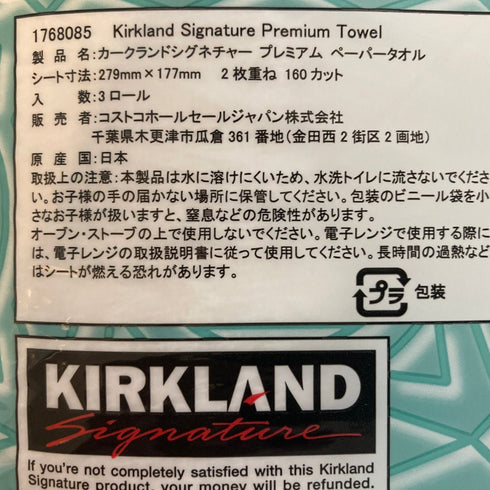 1768085 Kirkland Signature Premium Towel
製品名:カークランドシグネチャー プレミアム ペーパータオル
シート寸法:279mm×177mm 2枚重ね 160カット
入数:3ロール
販売者:コストコホールセールジャパン株式会社
千葉県木更津市瓜倉361番地(金田西2街区2画地)
原産国:日本
取扱上の注意:本製品は水に溶けにくいため、水洗トイレに流さないでくださ
い。お子様の手の届かない場所に保管してください。包装のビニール袋を小
さなお子様が扱いますと、窒息などの危険性があります。
オーブン・ストーブの上で使用しないでください。電子レンジで使用する際に
は、電子レンジの取扱説明書に従って使用してください。長時間の過熱など
はシートが燃える恐れがあります。
プラ 包装
KIRKLAND
Signature
If you're not completely satisfied with this Kirkland
Signature product, your money will be refunded.